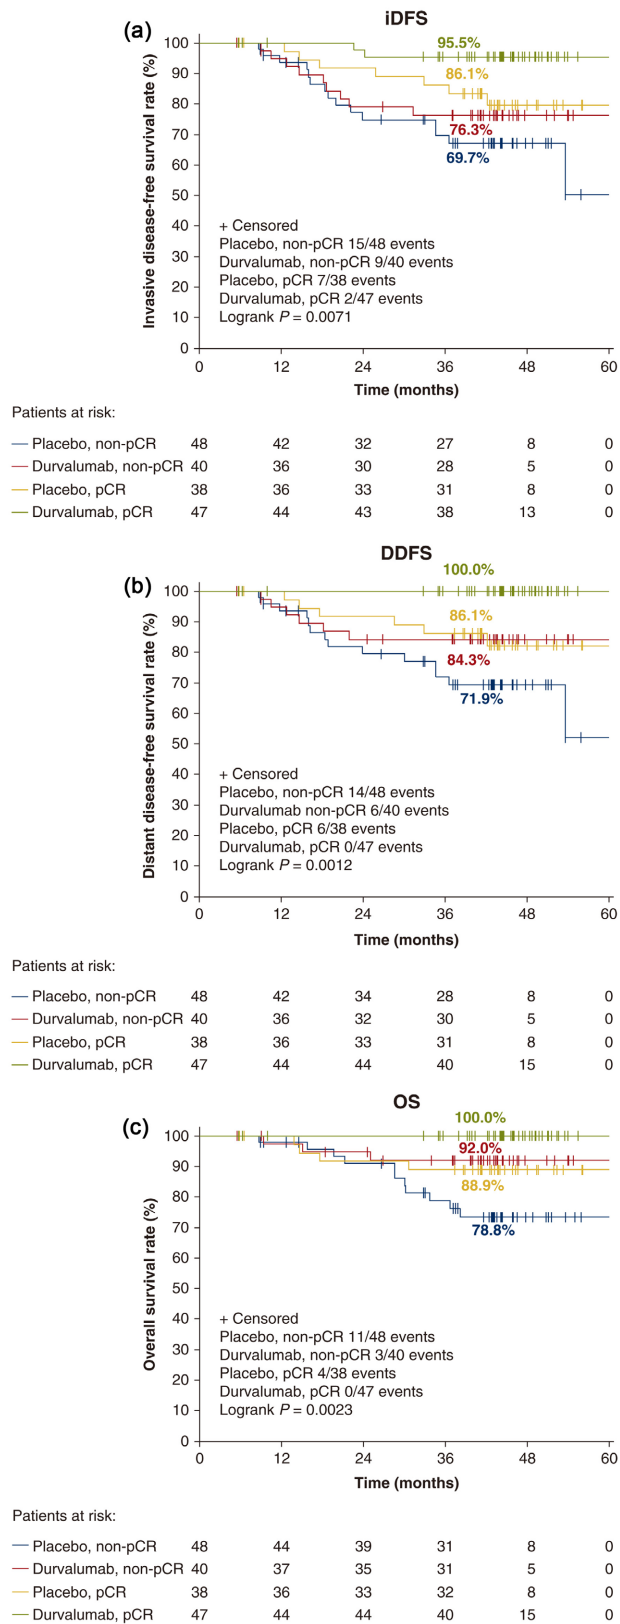 iDFS
(a)
Invasive disease-free survival rate (%)
100
90
80
70
60
50
40
30
20
10
0
95.5%
86.1%
76.3%
69.7%
+ Censored
Placebo, non-pCR 15/48 events
Durvalumab, non-pCR 9/40 events
Placebo, pCR 7/38 events
Durvalumab, pCR 2/47 events
Logrank P = 0.0071
0 12 24 36 48 60
Time (months)
Patients at risk:
Placebo, non-pCR 48 42 32 27 8 0
Durvalumab, non-pCR 40 36 30 28 5 0
Placebo, pCR 38 36 33 31 8 0
Durvalumab, pCR 47 44 43 38 13 0
DDFS
(b)
Distant disease-free survival rate (%)
100
90
80
70
60
50
40
30
20
10
0
100.0%
86.1%
84.3%
71.9%
+ Censored
Placebo, non-pCR 14/48 events
Durvalumab non-pCR 6/40 events
Placebo, pCR 6/38 events
Durvalumab, pCR 0/47 events
Logrank P = 0.0012
0 12 24 36 48 60
Time (months)
Patients at risk:
Placebo, non-pCR 48 42 34 28 8 0
Durvalumab, non-pCR 40 36 32 30 5 0
Placebo, pCR 38 36 33 31 8 0
Durvalumab, pCR 47 44 44 40 15 0
OS
(c)
Overall survival rate (%)
100
90
80
70
60
50
40
30
20
10
0
100.0%
92.0%
88.9%
78.8%
+ Censored
Placebo, non-pCR 11/48 events
Durvalumab, non-pCR 3/40 events
Placebo, pCR 4/38 events
Durvalumab, pCR 0/47 events
Logrank P = 0.0023
0 12 24 36 48 60
Time (months)
Patients at risk:
Placebo, non-pCR 48 44 39 31 8 0
Durvalumab, non-pCR 40 37 35 31 5 0
Placebo, pCR 38 36 33 32 8 0
Durvalumab, pCR 47 44 44 40 15 0